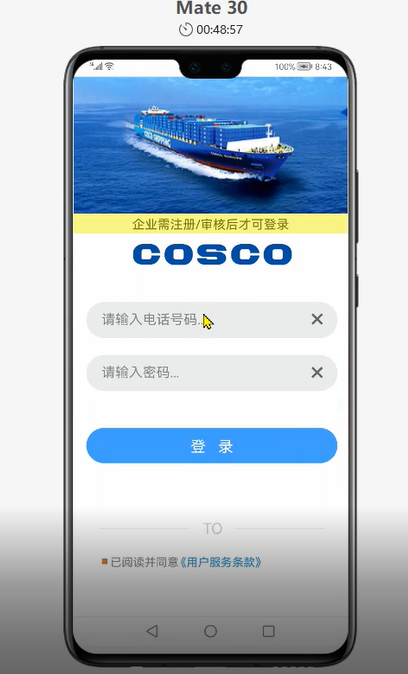 Mate 30
00:48:57
100% 8:43
COSCO SHIPPING
企业需注册/审核后才可登录
COSCO
请输入电话号码...
请输入密码...
登 录
TO
已阅读并同意《用户服务条款》